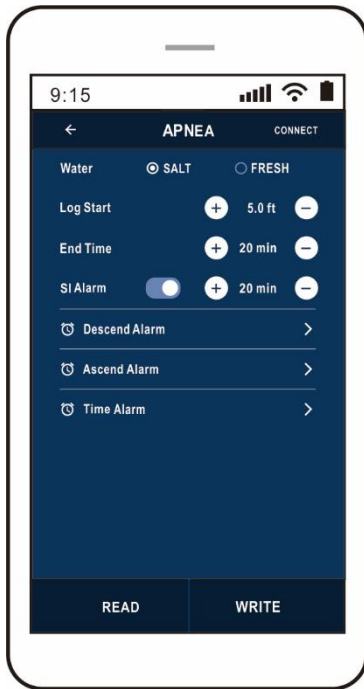 9:15
APNEA CONNECT
Water SALT FRESH
Log Start + 5.0 ft −
End Time + 20 min −
SI Alarm + 20 min −
Descend Alarm
Ascend Alarm
Time Alarm
READ WRITE